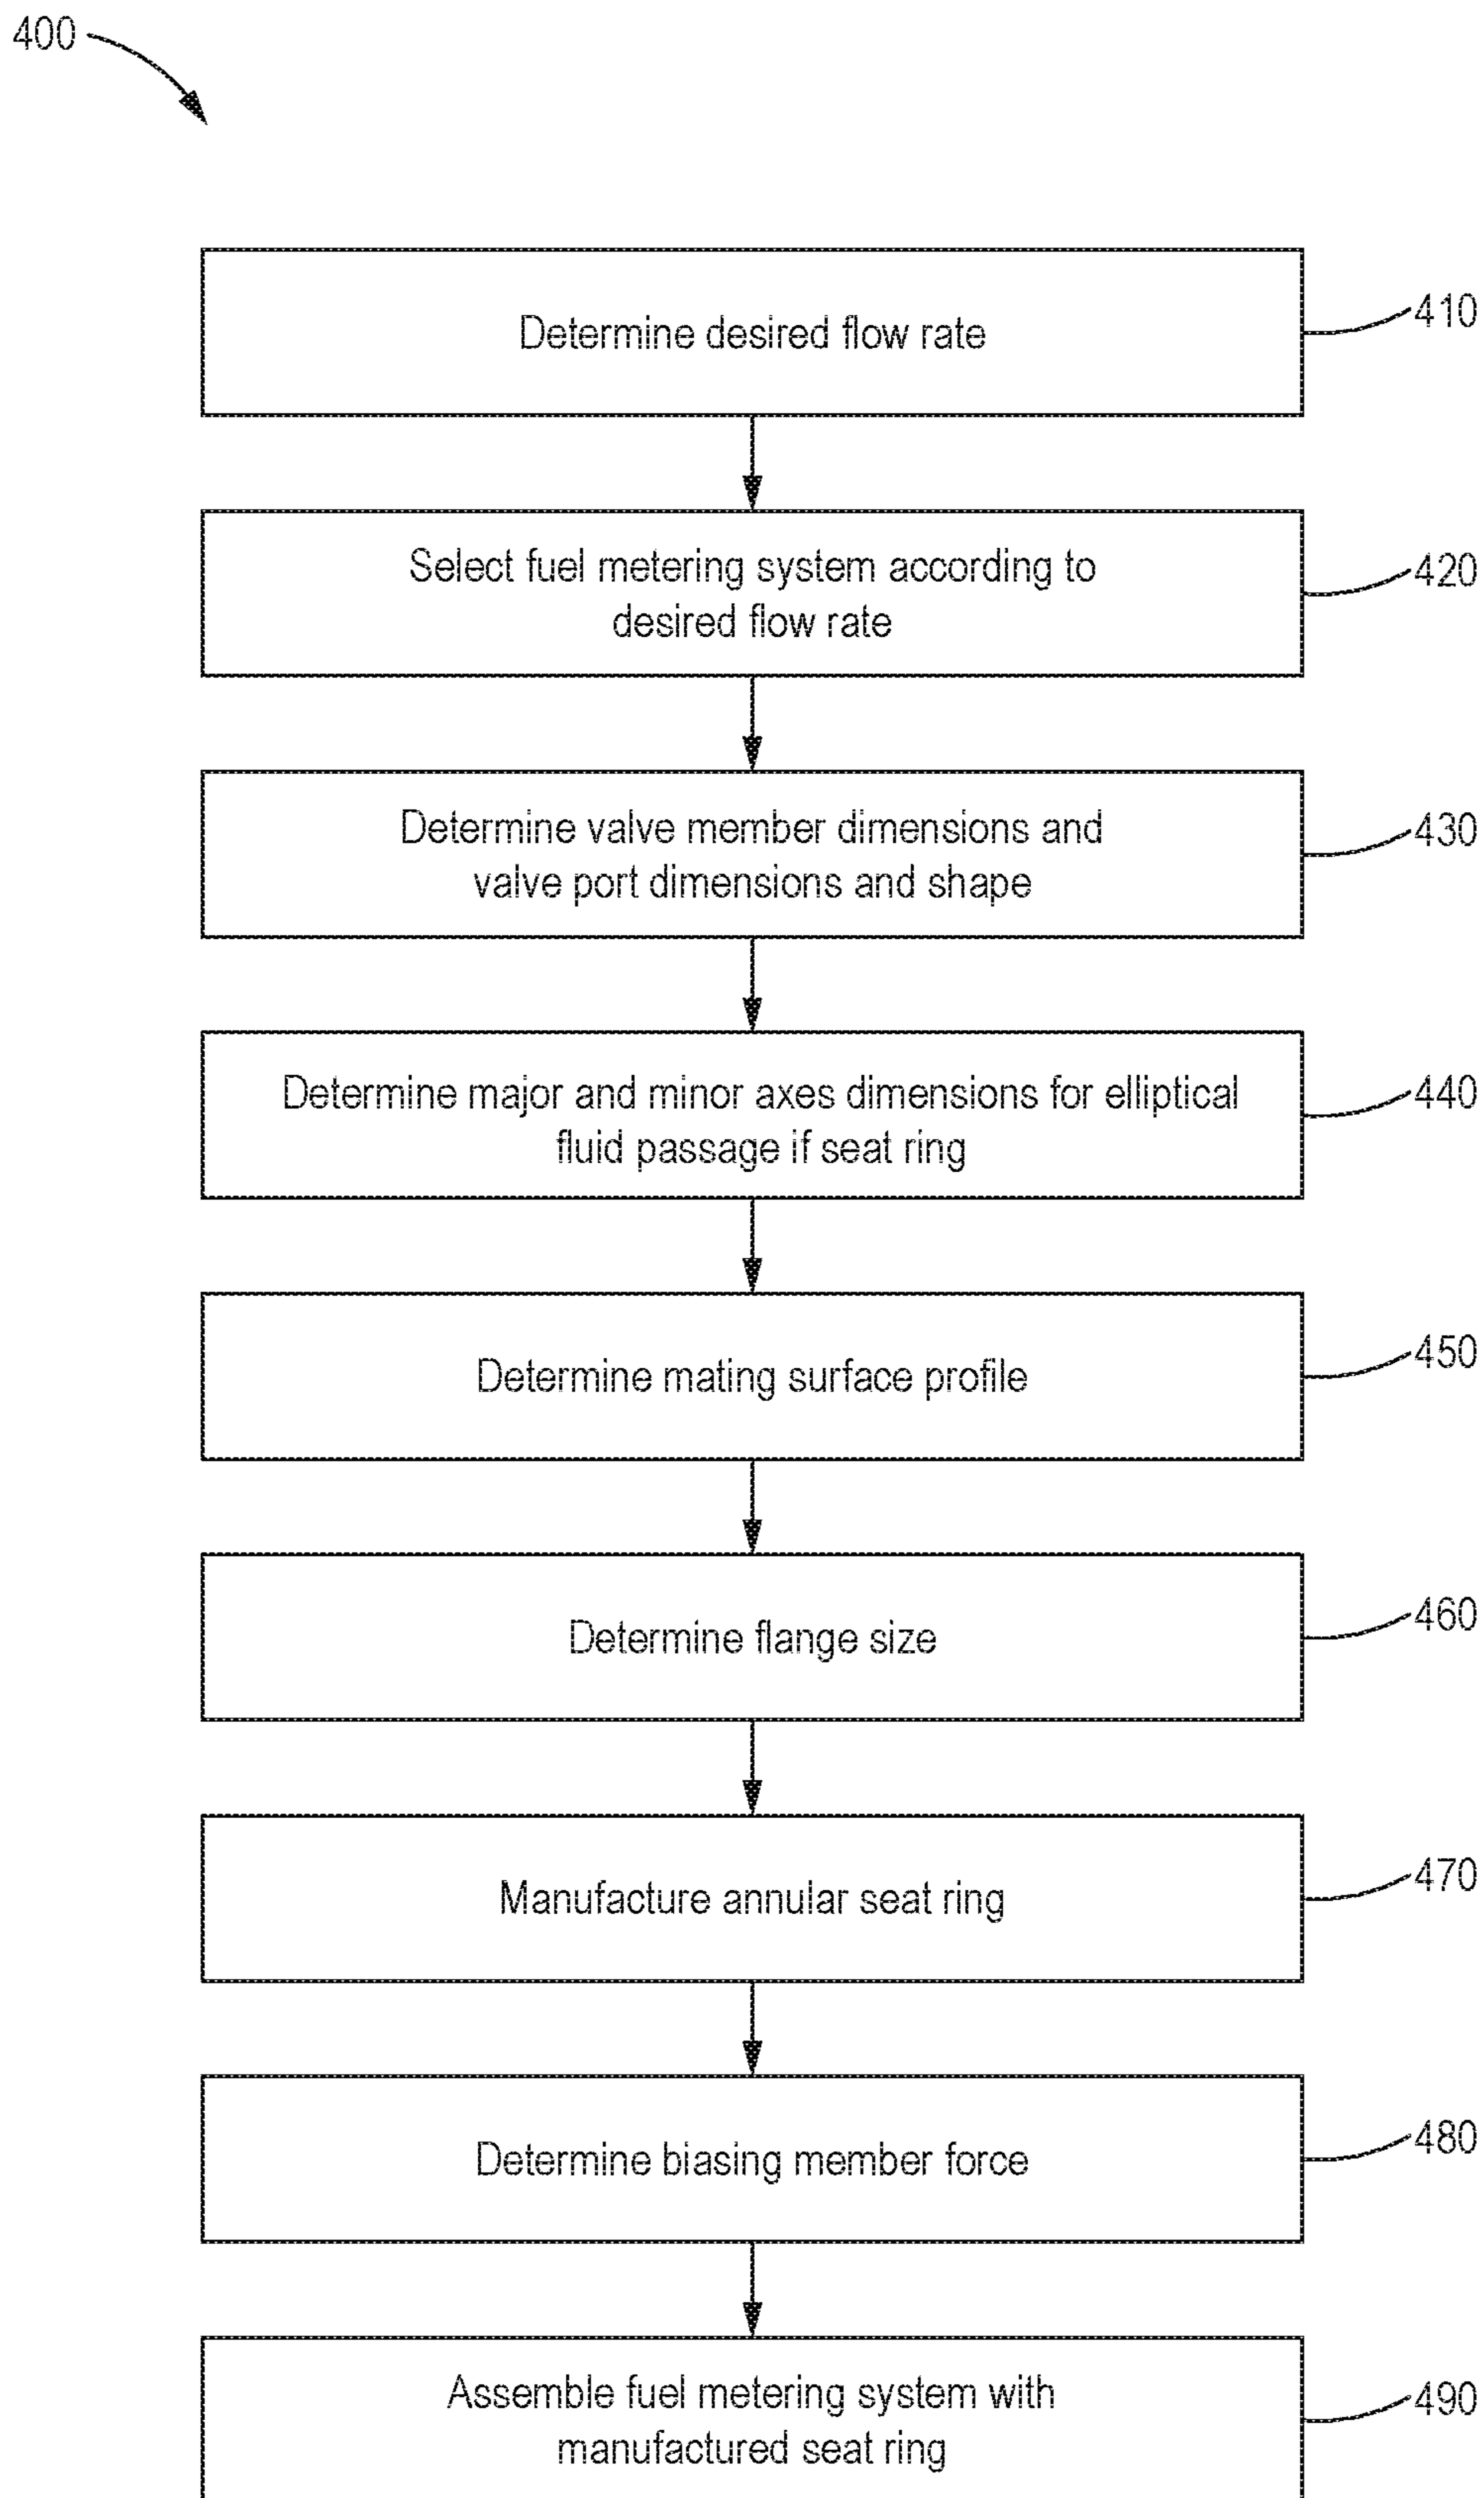 400
Determine desired flow rate
410
Select fuel metering system according to
desired flow rate
420
Determine valve member dimensions and
valve port dimensions and shape
430
Determine major and minor axes dimensions for elliptical
fluid passage if seat ring
440
Determine mating surface profile
450
Determine flange size
460
Manufacture annular seat ring
470
Determine biasing member force
480
Assemble fuel metering system with
manufactured seat ring
490